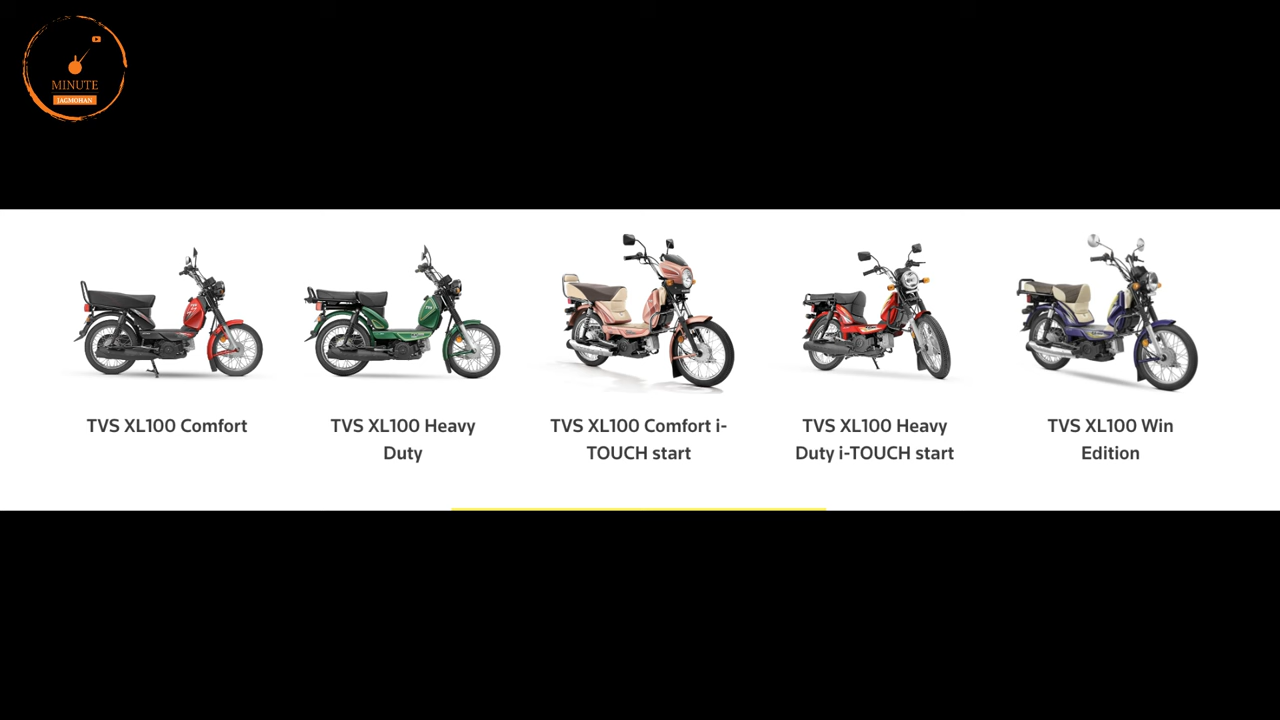 MINUTE
JAGMOHAN
TVS XL100 Comfort
TVS XL100 Heavy
Duty
TVS XL100 Comfort i-
TOUCH start
TVS XL100 Heavy
Duty i-TOUCH start
TVS XL100 Win
Edition